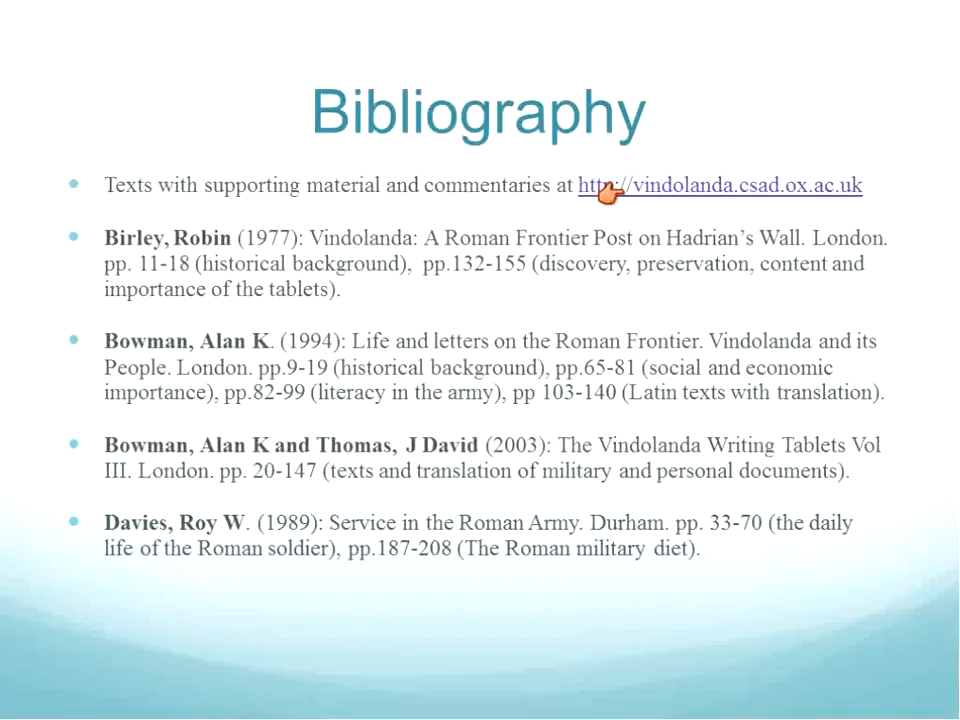 Bibliography
Texts with supporting material and commentaries at http://vindolanda.csad.ox.ac.uk
Birley, Robin (1977): Vindolanda: A Roman Frontier Post on Hadrian’s Wall. London.
pp. 11-18 (historical background), pp.132-155 (discovery, preservation, content and
importance of the tablets).
Bowman, Alan K. (1994): Life and letters on the Roman Frontier. Vindolanda and its
People. London. pp.9-19 (historical background), pp.65-81 (social and economic
importance), pp.82-99 (literacy in the army), pp 103-140 (Latin texts with translation).
Bowman, Alan K and Thomas, J David (2003): The Vindolanda Writing Tablets Vol
III. London. pp. 20-147 (texts and translation of military and personal documents).
Davies, Roy W. (1989): Service in the Roman Army. Durham. pp. 33-70 (the daily
life of the Roman soldier), pp.187-208 (The Roman military diet).